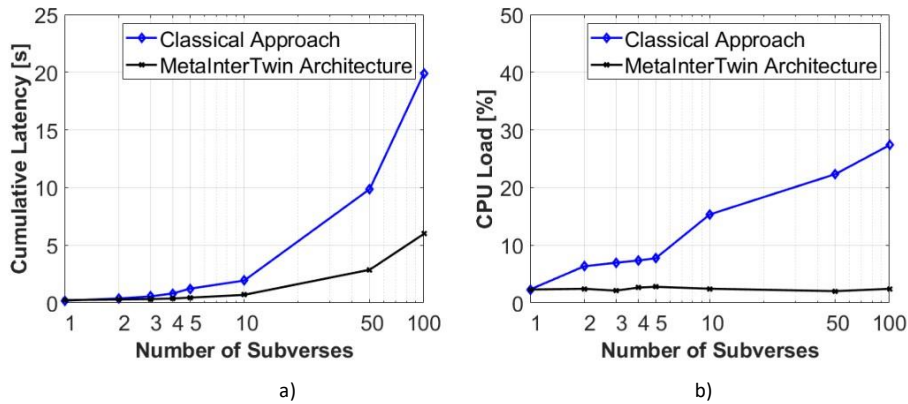 25
20
15
10
5
0
Cumulative Latency [s]
Classical Approach
MetaInterTwin Architecture
1 2 3 4 5 10 50 100
Number of Subverses
a)
50
40
30
20
10
0
CPU Load [%]
Classical Approach
MetaInterTwin Architecture
1 2 3 4 5 10 50 100
Number of Subverses
b)